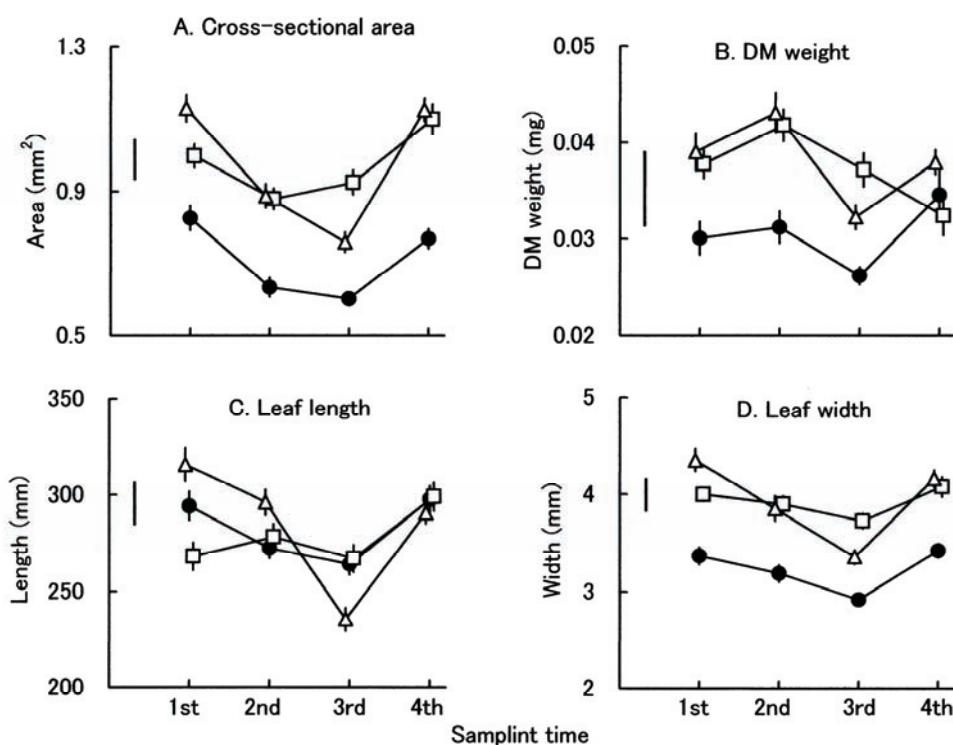 A. Cross-sectional area
1.3
0.9
0.5
Area (mm²)
B. DM weight
0.05
0.04
0.03
0.02
DM weight (mg)
C. Leaf length
350
300
250
200
Length (mm)
1st 2nd 3rd 4th
D. Leaf width
5
4
3
2
Width (mm)
1st 2nd 3rd 4th
Samplint time